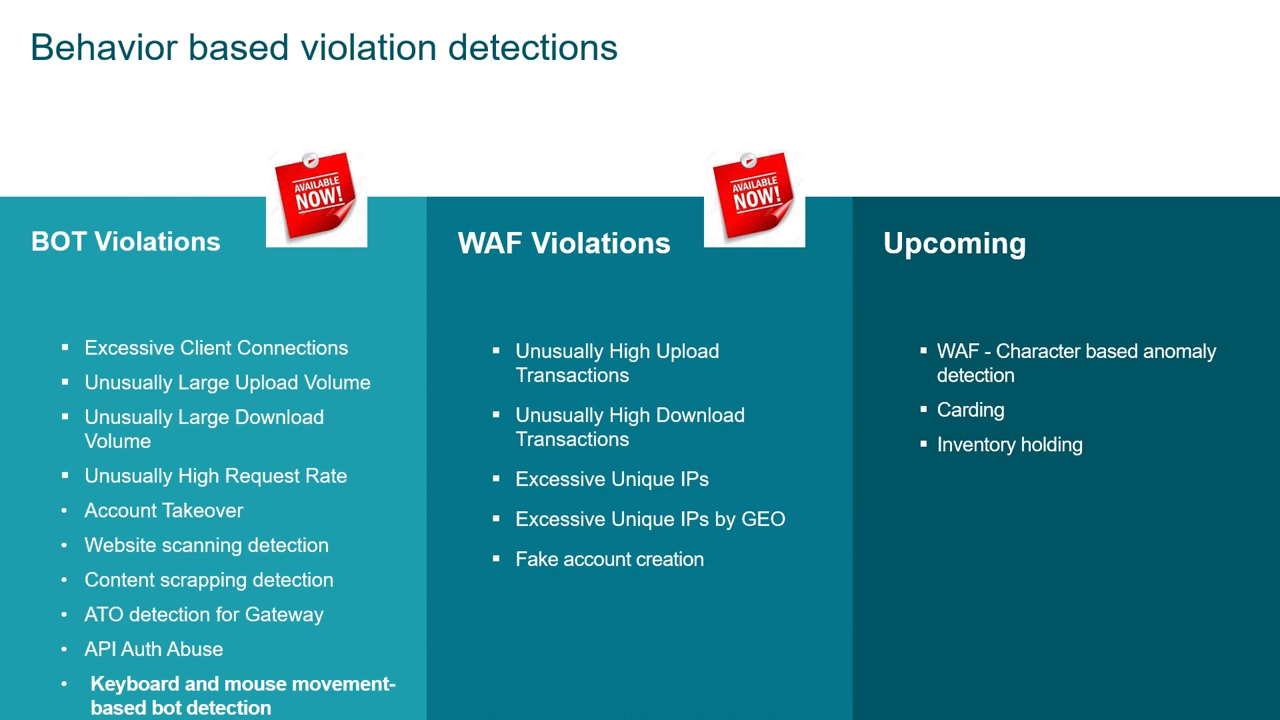 Behavior based violation detections
AVAILABLE
NOW!
BOT Violations
Excessive Client Connections
Unusually Large Upload Volume
Unusually Large Download
Volume
Unusually High Request Rate
Account Takeover
Website scanning detection
Content scrapping detection
ATO detection for Gateway
API Auth Abuse
Keyboard and mouse movement-
based bot detection
AVAILABLE
NOW!
WAF Violations
Unusually High Upload
Transactions
Unusually High Download
Transactions
Excessive Unique IPs
Excessive Unique IPs by GEO
Fake account creation
Upcoming
WAF - Character based anomaly
detection
Carding
Inventory holding